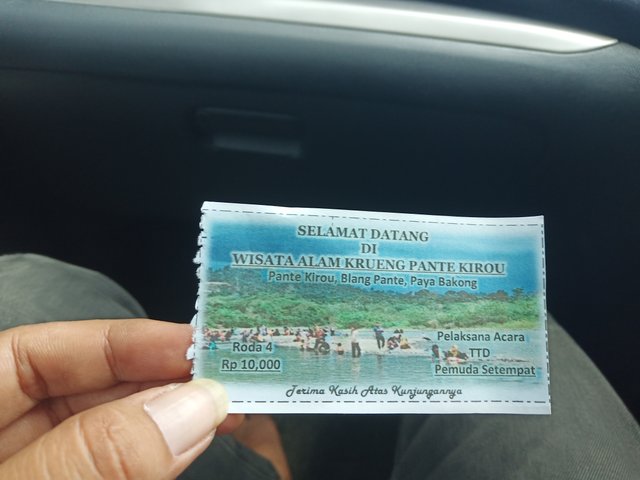 SELAMAT DATANG
DI
WISATA ALAM KRUENG PANTE KIROU
Pante Kirou, Blang Pante, Paya Bakong
Roda 4
Rp 10,000
Pelaksana Acara
TTD
Pemuda Setempat
Terima Kasih Atas Kunjungannya